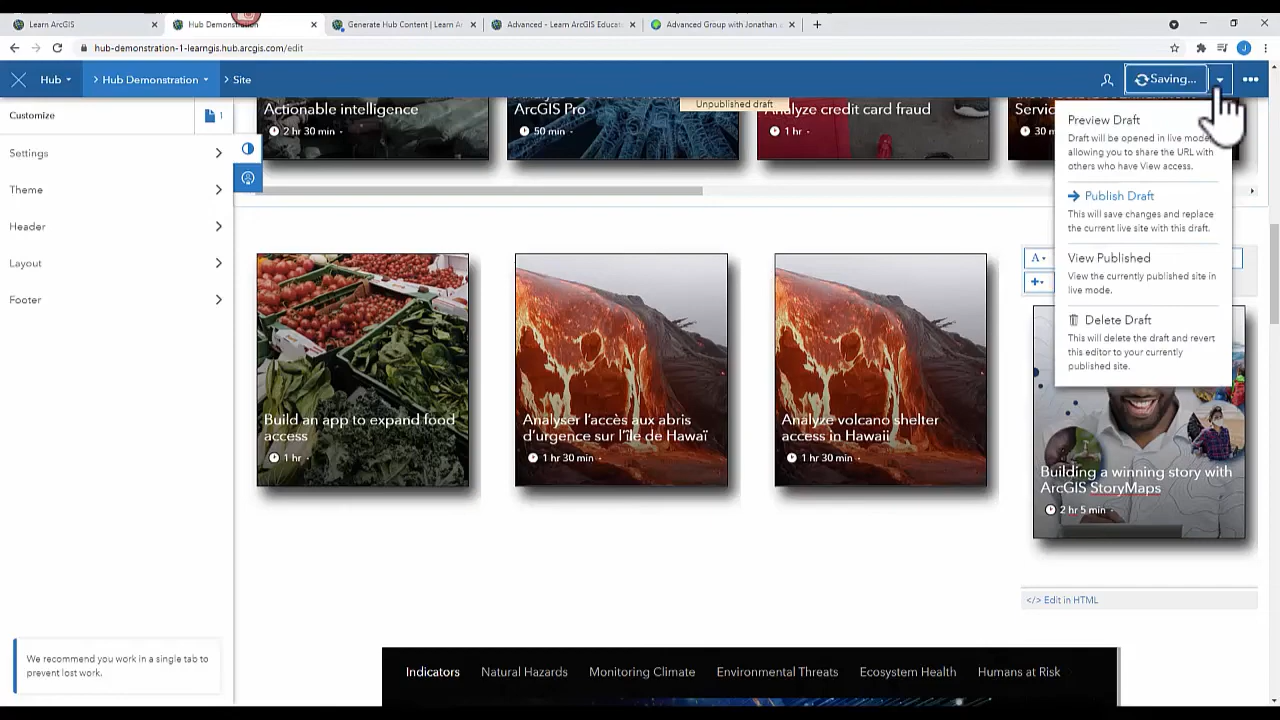 Learn ArcGIS
Hub Demonstration
Generate Hub Content | Learn Ar
Advanced - Learn ArcGIS Educat
Advanced Group with Jonathan
hub-demonstration-1-learngis.hub.arcgis.com/edit
J
Hub
Hub Demonstration
Site
Saving...
Customize
1
Settings
Theme
Header
Layout
Footer
We recommend you work in a single tab to
prevent lost work.
Unpublished draft
Actionable intelligence
2 hr 30 min ·
ArcGIS Pro
50 min ·
Analyze credit card fraud
1 hr ·
Servic
30 m
Preview Draft
Draft will be opened in live mode,
allowing you to share the URL with
others who have View access.
Publish Draft
This will save changes and replace
the current live site with this draft.
View Published
View the currently published site in
live mode.
Delete Draft
This will delete the draft and revert
this editor to your currently
published site.
A
Build an app to expand food
access
1 hr ·
Analyser l'accès aux abris
d'urgence sur l'île de Hawaï
1 hr 30 min ·
Analyze volcano shelter
access in Hawaii
1 hr 30 min ·
Building a winning story with
ArcGIS StoryMaps
2 hr 5 min ·
</> Edit in HTML
Indicators
Natural Hazards
Monitoring Climate
Environmental Threats
Ecosystem Health
Humans at Risk